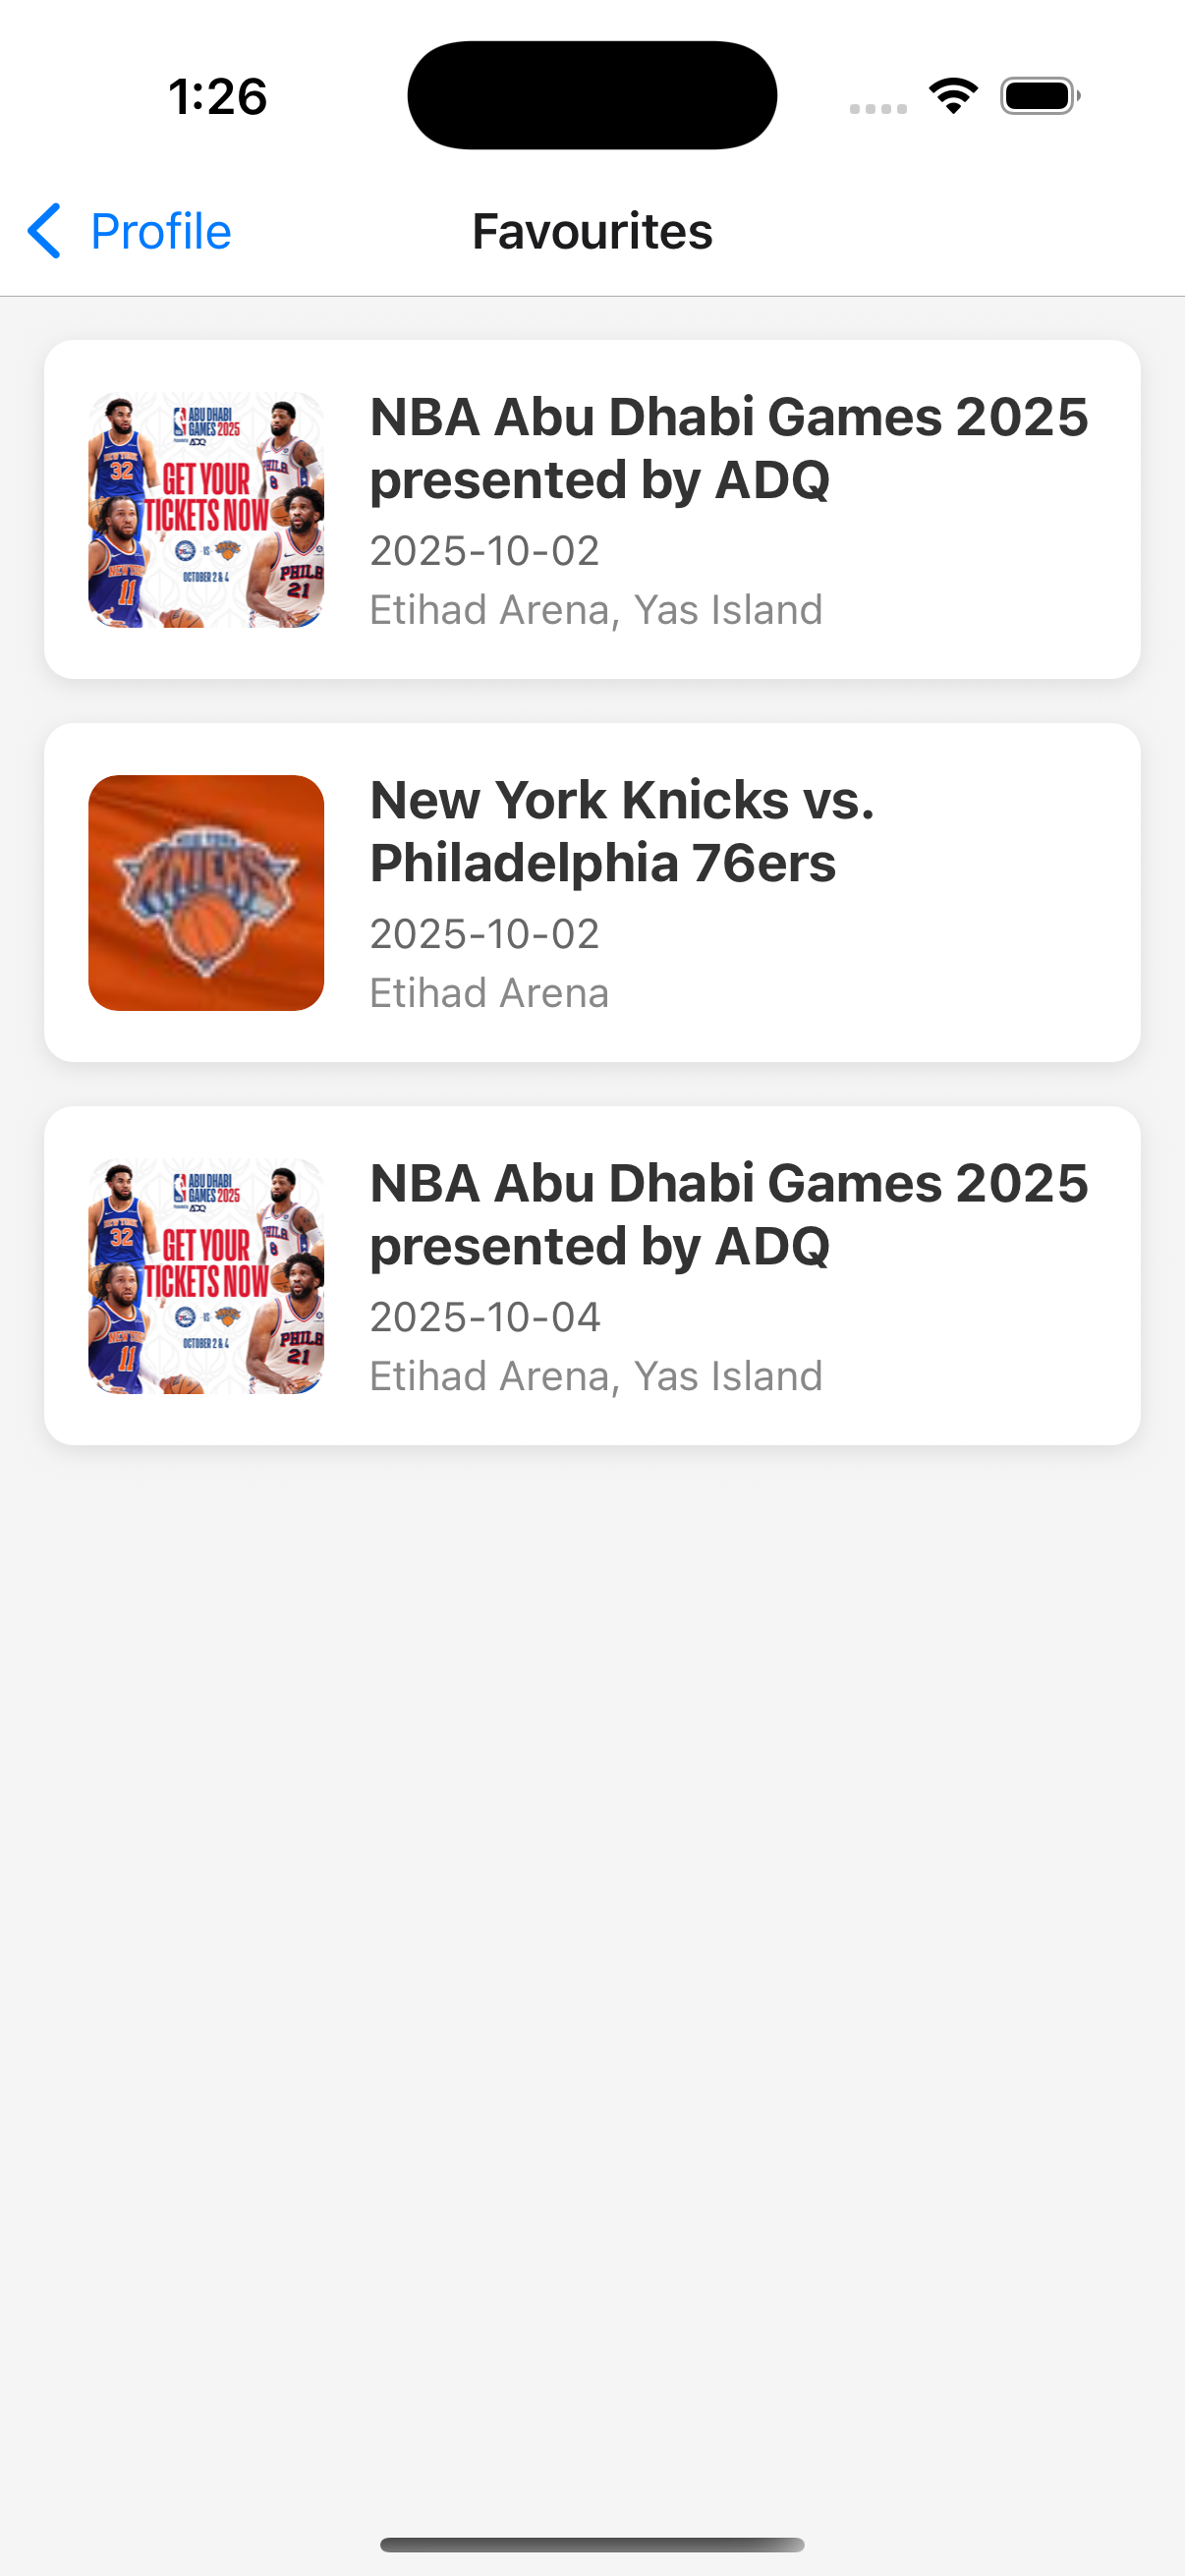 1:26
Profile
Favourites
ABU DHABI
GAMES 2025
ADQ
NEW YORK
32
PHILA
8
GET YOUR
TICKETS NOW
VS
NEW YORK
11
OCTOBER 2 & 4
PHILA
21
NBA Abu Dhabi Games 2025
presented by ADQ
2025-10-02
Etihad Arena, Yas Island
NEW YORK
KNICKS
New York Knicks vs.
Philadelphia 76ers
2025-10-02
Etihad Arena
ABU DHABI
GAMES 2025
ADQ
NEW YORK
32
PHILA
8
GET YOUR
TICKETS NOW
VS
NEW YORK
11
OCTOBER 2 & 4
PHILA
21
NBA Abu Dhabi Games 2025
presented by ADQ
2025-10-04
Etihad Arena, Yas Island